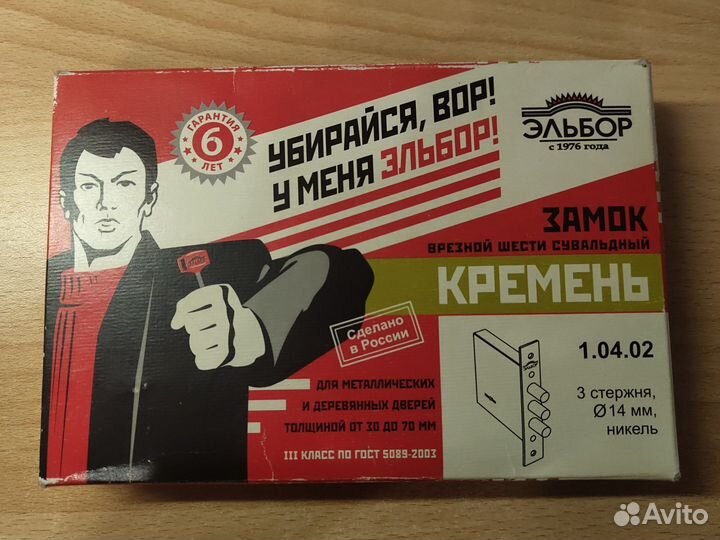 ГАРАНТИЯ
6
ЛЕТ
УБИРАЙСЯ, ВОР!
У МЕНЯ ЭЛЬБОР!
ЭЛЬБОР
с 1976 года
ЗАМОК
ВРЕЗНОЙ ШЕСТИ СУВАЛЬДНЫЙ
КРЕМЕНЬ
Сделано
в России
1.04.02
3 стержня,
Ø14 мм,
никель
ДЛЯ МЕТАЛЛИЧЕСКИХ
И ДЕРЕВЯННЫХ ДВЕРЕЙ
ТОЛЩИНОЙ ОТ 30 ДО 70 ММ
III КЛАСС ПО ГОСТ 5089-2003
Avito